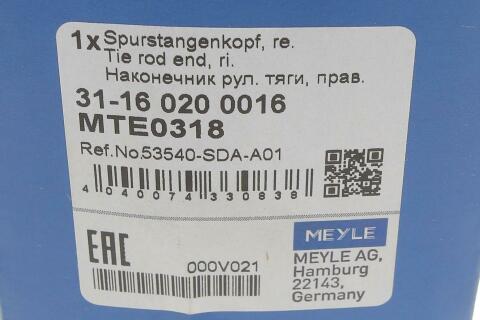 1x Spurstangenkopf, re.
Tie rod end, ri.
Наконечник рул. тяги, прав.
31-16 020 0016
MTE0318
Ref.No.53540-SDA-A01
4 040074 330838
EAC
000V021
MEYLE
MEYLE AG,
Hamburg
22143,
Germany